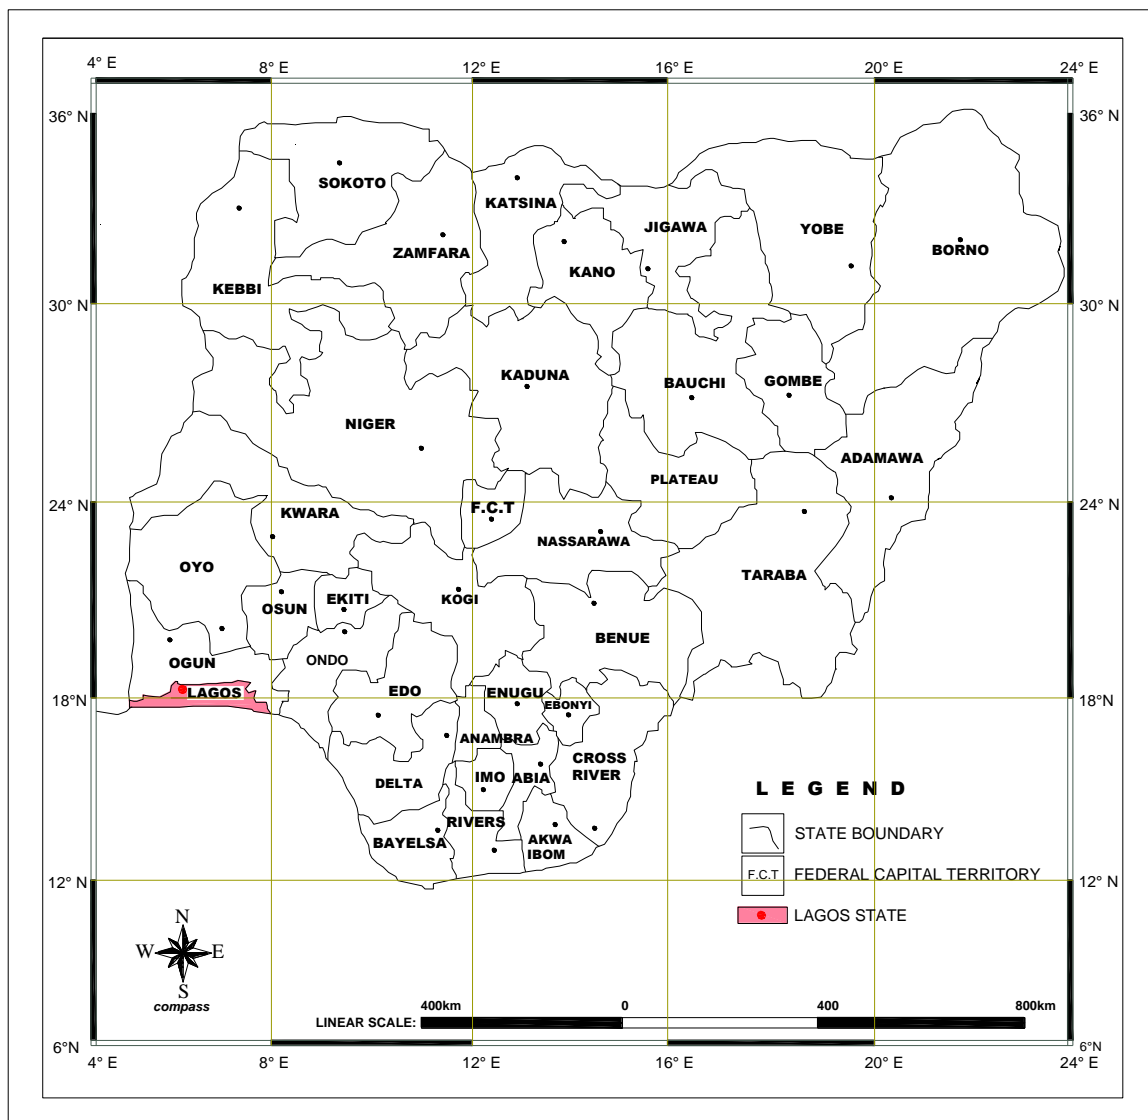 4° E 8° E 12° E 16° E 20° E 24° E
36° N 36° N
SOKOTO
KATSINA
JIGAWA
YOBE
ZAMFARA
BORNO
KANO
KEBBI
30° N 30° N
KADUNA
BAUCHI
GOMBE
NIGER
ADAMAWA
PLATEAU
24° N 24° N
F.C.T
KWARA
NASSARAWA
OYO
TARABA
EKITI
KOGI
OSUN
BENUE
ONDO
OGUN
EDO
LAGOS
ENUGU
18°N 18°N
EBONYI
ANAMBRA
CROSS
RIVER
IMO
ABIA
DELTA
RIVERS
BAYELSA
AKWA
IBOM
LEGEND
STATE BOUNDARY
F.C.T FEDERAL CAPITAL TERRITORY
12° N 12° N
LAGOS STATE
N
W E
S
compass
400km 0 400 800km
LINEAR SCALE:
6°N 6°N
4° E 8° E 12° E 16° E 20° E 24° E